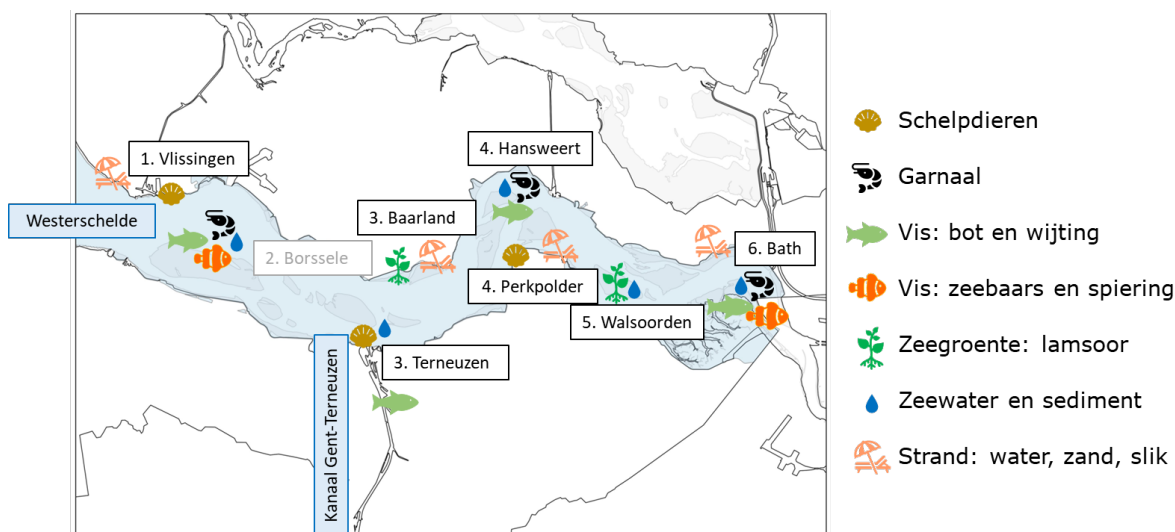 1. Vlissingen
4. Hansweert
Westerschelde
3. Baarland
2. Borssele
6. Bath
4. Perkpolder
5. Walsoorden
3. Terneuzen
Kanaal Gent-Terneuzen
Schelpdieren
Garnaal
Vis: bot en wijting
Vis: zeebaars en spiering
Zeegroente: lamsoor
Zeewater en sediment
Strand: water, zand, slik